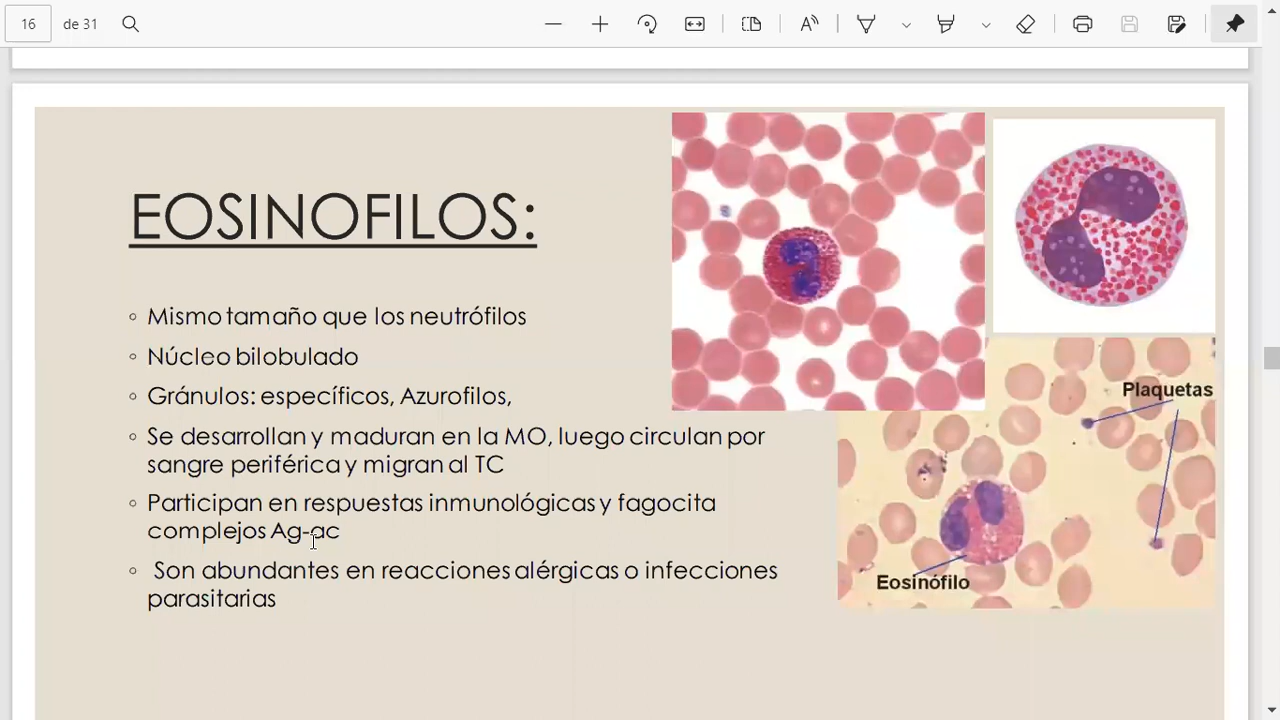 16 de 31
EOSINOFILOS:
◦ Mismo tamaño que los neutrófilos
◦ Núcleo bilobulado
◦ Gránulos: específicos, Azurofilos,
◦ Se desarrollan y maduran en la MO, luego circulan por
sangre periférica y migran al TC
◦ Participan en respuestas inmunológicas y fagocita
complejos Ag-ac
◦ Son abundantes en reacciones alérgicas o infecciones
parasitarias
Plaquetas
Eosinófilo